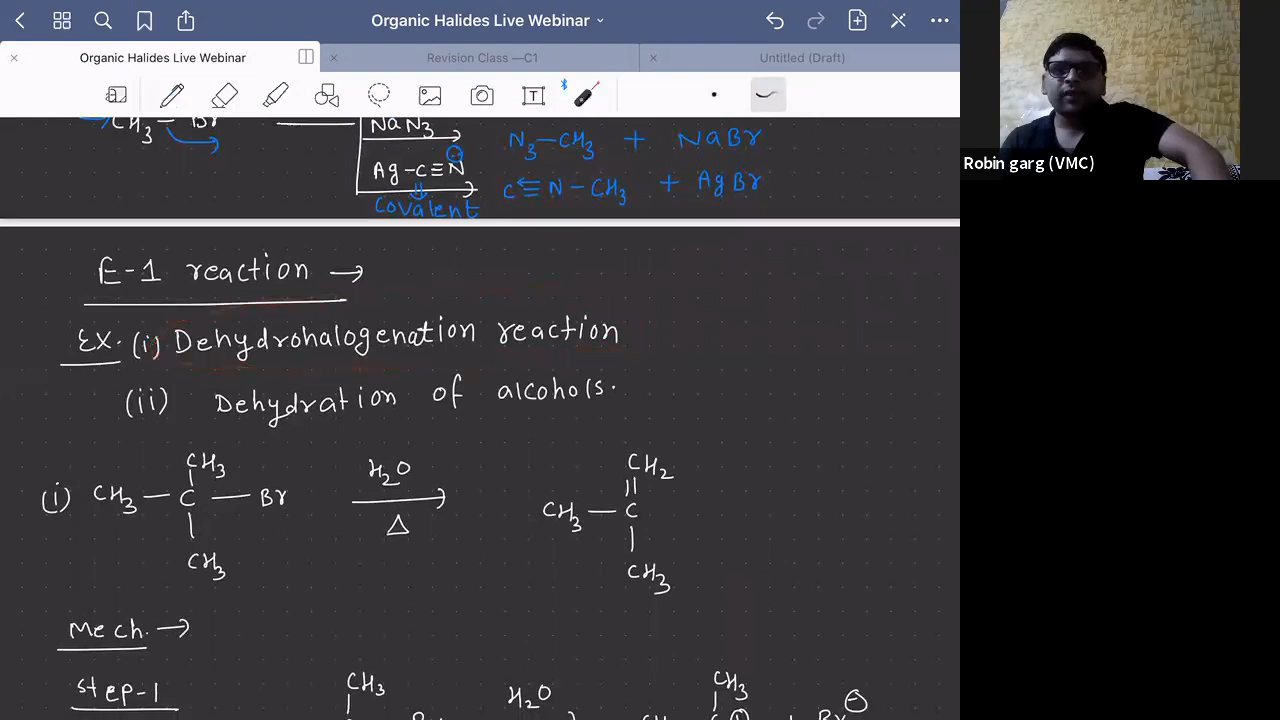 Organic Halides Live Webinar
Organic Halides Live Webinar
Revision Class —C1
Untitled (Draft)
T
Robin garg (VMC)
CH3 – Br
NaN3
N3–CH3 + NaBr
Ag–C≡N
C≡N–CH3 + AgBr
Covalent
E-1 reaction →
Ex. (i) Dehydrohalogenation reaction
(ii) Dehydration of alcohols.
CH3
H2O
CH2
(i) CH3 — C — Br
Δ
CH3 — C
CH3
CH3
Mech. →
Step-1
CH3
H2O
CH3